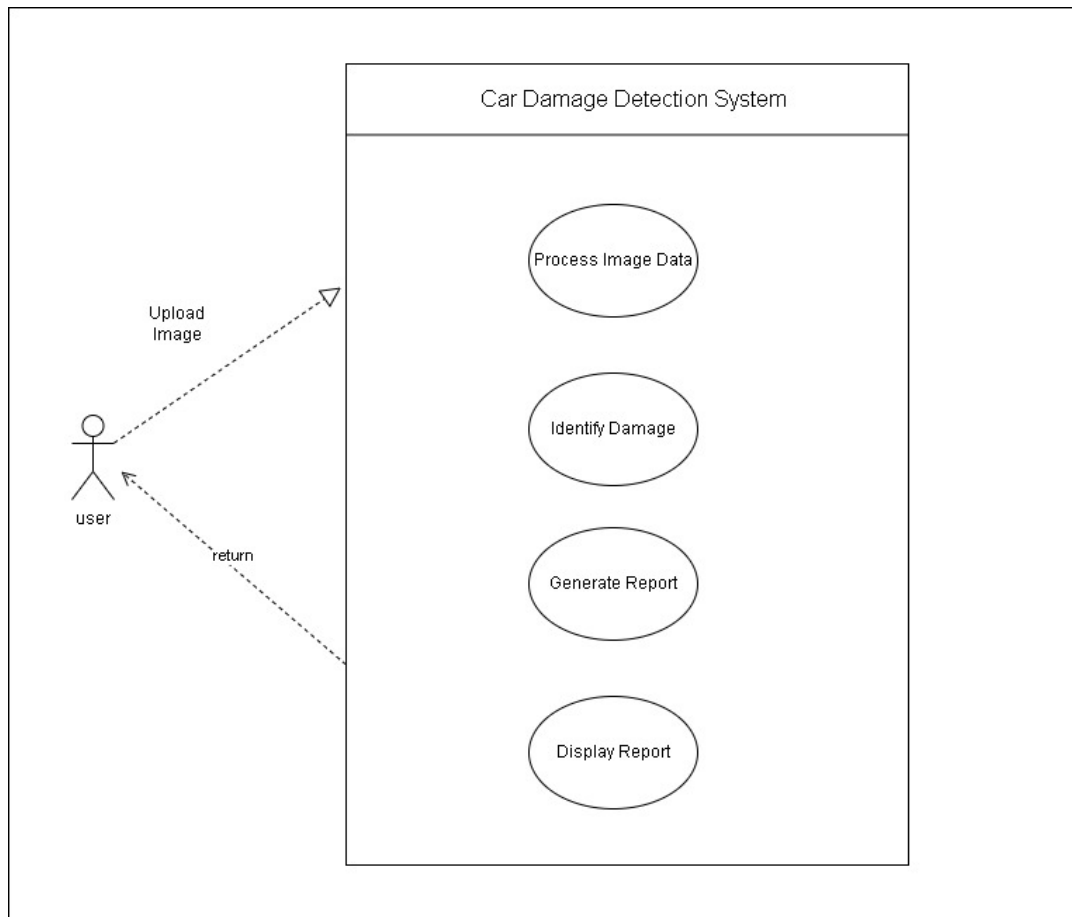 Car Damage Detection System
Process Image Data
Upload
Image
Identify Damage
user
return
Generate Report
Display Report